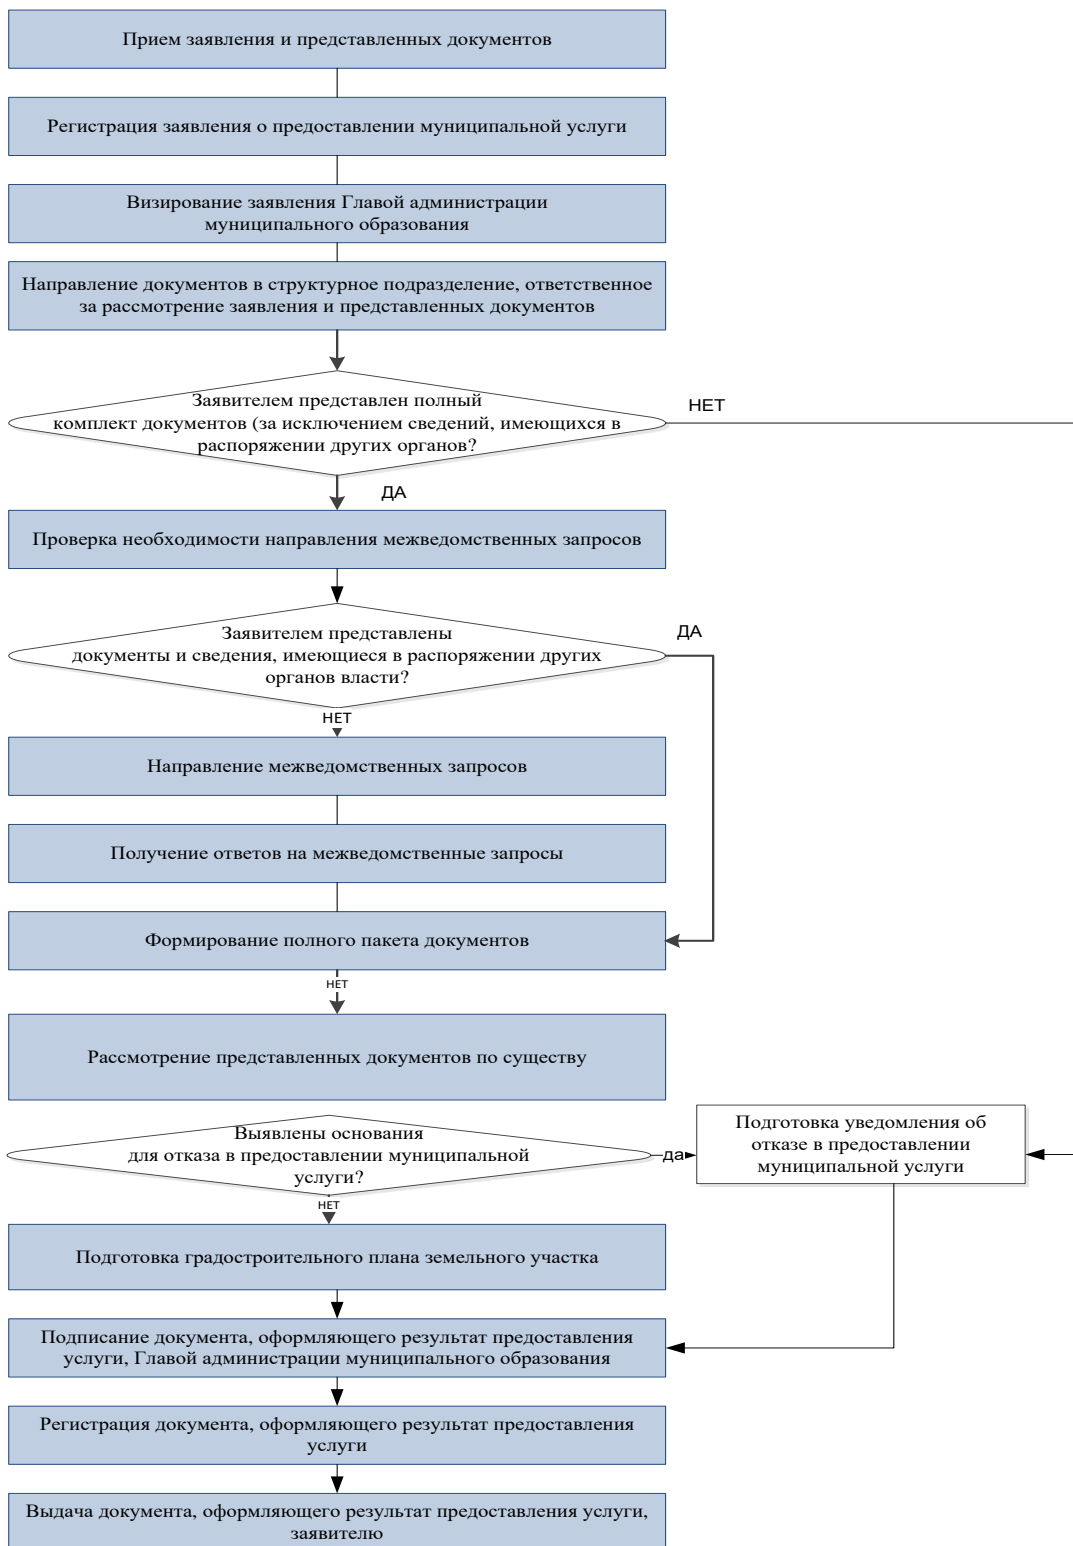 Прием заявления и представленных документов
Регистрация заявления о предоставлении муниципальной услуги
Визирование заявления Главой администрации
муниципального образования
Направление документов в структурное подразделение, ответственное
за рассмотрение заявления и представленных документов
Заявителем представлен полный
комплект документов (за исключением сведений, имеющихся в
распоряжении других органов?
НЕТ
ДА
Проверка необходимости направления межведомственных запросов
Заявителем представлены
документы и сведения, имеющиеся в распоряжении других
органов власти?
ДА
НЕТ
Направление межведомственных запросов
Получение ответов на межведомственные запросы
Формирование полного пакета документов
НЕТ
Рассмотрение представленных документов по существу
Выявлены основания
для отказа в предоставлении муниципальной
услуги?
да
Подготовка уведомления об
отказе в предоставлении
муниципальной услуги
НЕТ
Подготовка градостроительного плана земельного участка
Подписание документа, оформляющего результат предоставления
услуги, Главой администрации муниципального образования
Регистрация документа, оформляющего результат предоставления
услуги
Выдача документа, оформляющего результат предоставления услуги,
заявителю